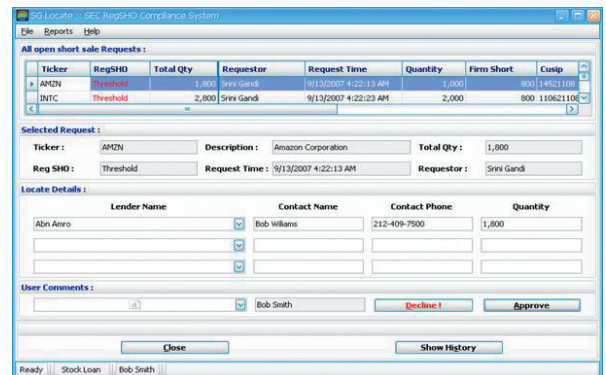 SG Locate :: SEC RegSHO Compliance System
File Reports Help
All open short sale Requests :
Ticker RegSHO Total Qty Requestor Request Time Quantity Firm Short Cusip
AMZN Threshold 1,800 Srini Gandi 9/13/2007 4:22:13 AM 1,000 800 14521108
INTC Threshold 2,800 Srini Gandi 9/13/2007 4:22:13 AM 2,000 800 110621108
Selected Request :
Ticker : AMZN Description : Amazon Corporation Total Qty : 1,800
Reg SHO : Threshold Request Time : 9/13/2007 4:22:13 AM Requestor : Srini Gandi
Locate Details :
Lender Name Contact Name Contact Phone Quantity
Abn Amro Bob Wiliams 212-409-7500 1,800
User Comments :
Bob Smith Decline ! Approve
Close Show History
Ready Stock Loan Bob Smith